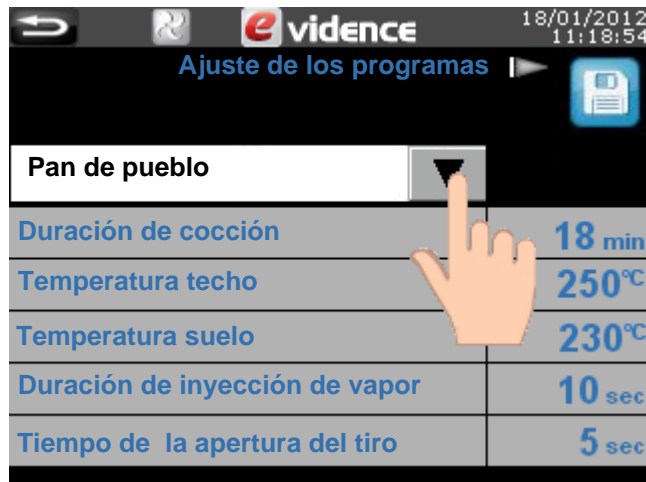 evidence 18/01/2012
11:18:54
Ajuste de los programas
Pan de pueblo
Duración de cocción 18 min
Temperatura techo 250°C
Temperatura suelo 230°C
Duración de inyección de vapor 10 sec
Tiempo de  la apertura del tiro 5 sec